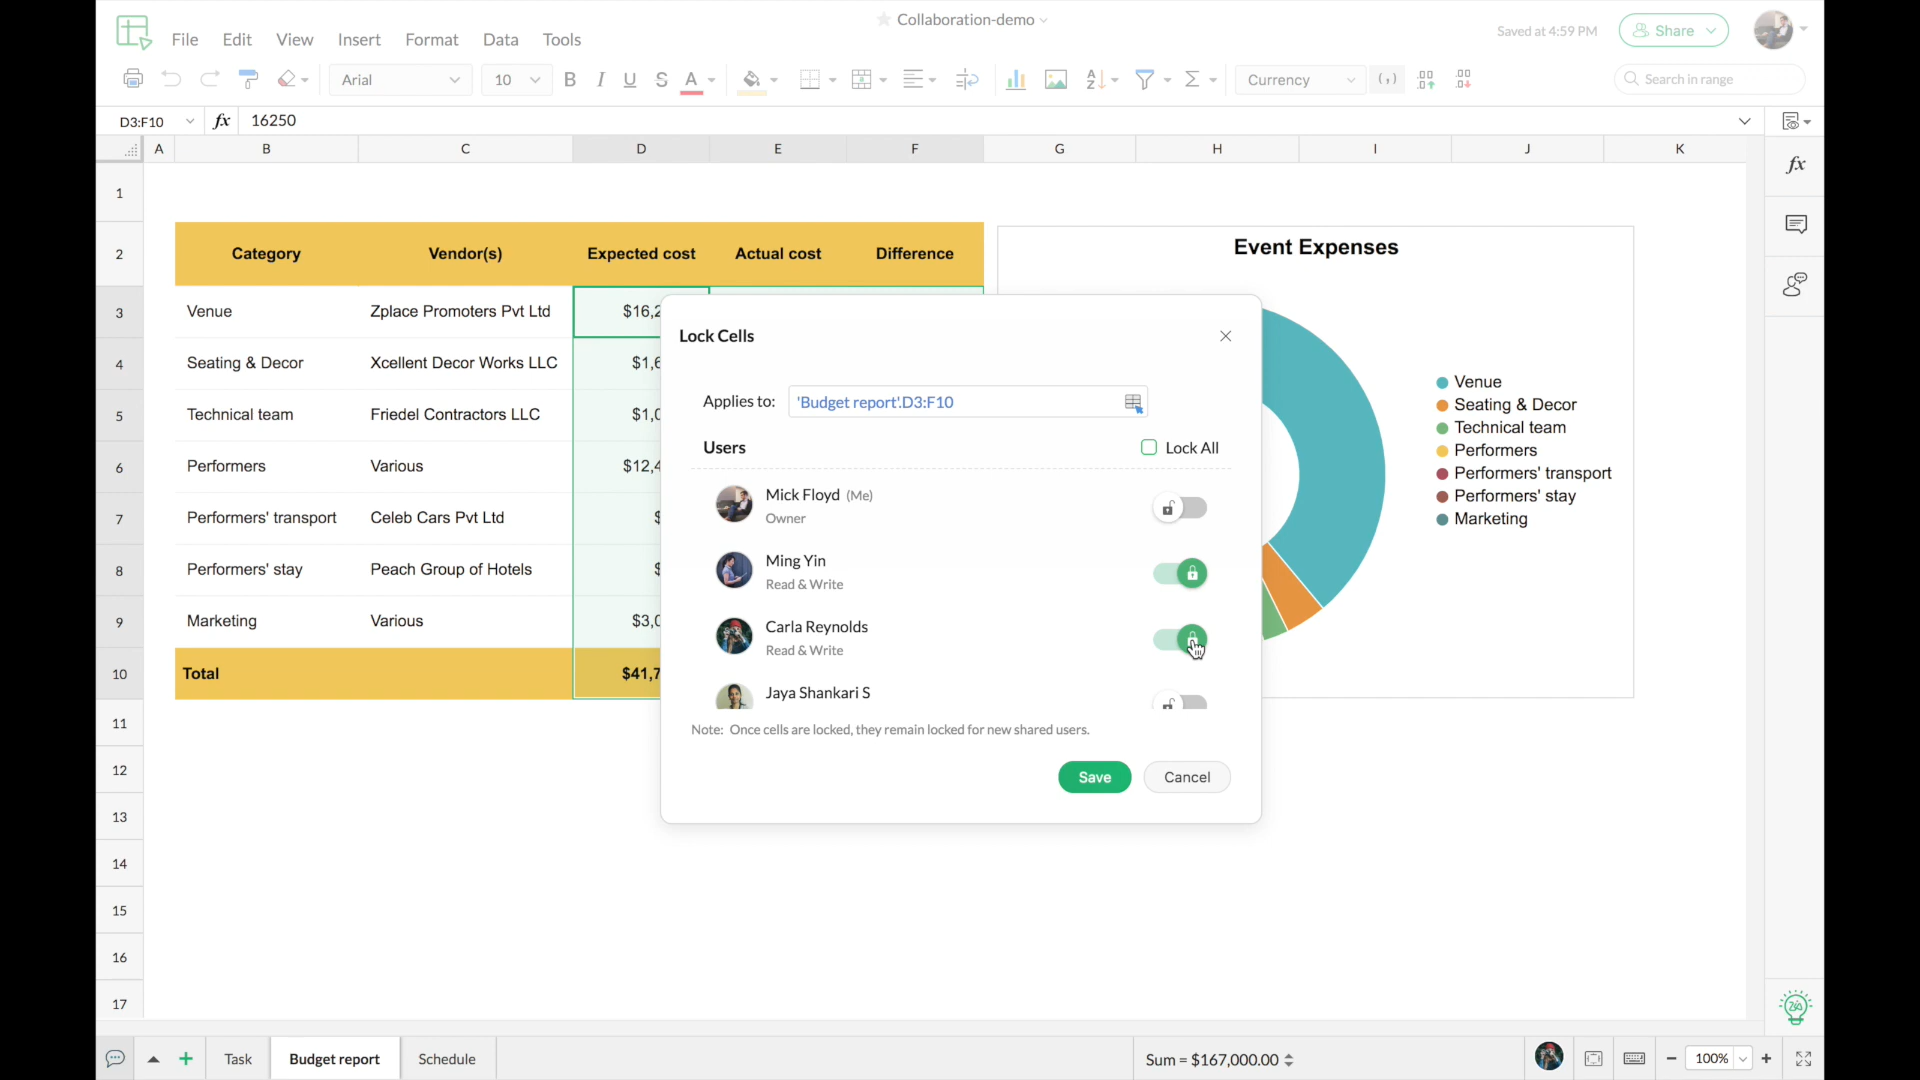 Collaboration-demo
File Edit View Insert Format Data Tools
Saved at 4:59 PM
Share
Arial 10 B I U S A Σ Currency (,) .00 .00
Search in range
D3:F10 fx 16250
A B C D E F G H I J K
fx
1
2 Category Vendor(s) Expected cost Actual cost Difference
Event Expenses
3 Venue Zplace Promoters Pvt Ltd
4 Seating & Decor Xcellent Decor Works LLC
5 Technical team Friedel Contractors LLC
6 Performers Various
7 Performers' transport Celeb Cars Pvt Ltd
8 Performers' stay Peach Group of Hotels
9 Marketing Various
10 Total
Lock Cells
Applies to: 'Budget report'.D3:F10
Users Lock All
Mick Floyd (Me)
Owner
Ming Yin
Read & Write
Carla Reynolds
Read & Write
Jaya Shankari S
Note: Once cells are locked, they remain locked for new shared users.
Save Cancel
Venue
Seating & Decor
Technical team
Performers
Performers' transport
Performers' stay
Marketing
11
12
13
14
15
16
17
Task Budget report Schedule
Sum = $167,000.00
100%